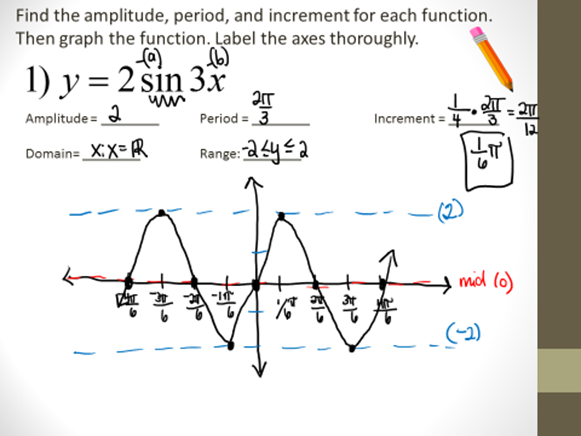 Find the amplitude, period, and increment for each function.
Then graph the function. Label the axes thoroughly.
(a) (b)
1) y = 2 sin 3x
Amplitude = 2 Period = 2π/3 Increment = 1/4 · 2π/3 = 2π/12
1/6 π
Domain= x:x=ℝ Range: -2≤y≤2
(2)
mid (0)
-4π/6 -3π/6 -2π/6 -1π/6 1/6π 2π/6 3π/6 4π/6
(-2)